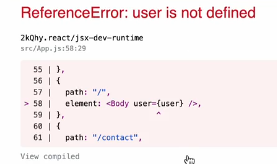 ReferenceError: user is not defined
2kQhy.react/jsx-dev-runtime
src/App.js:58:29
55 | },
56 | {
57 | path: "/",
> 58 | element: <Body user={user} />,
^
59 | },
60 | {
61 | path: "/contact",
View compiled